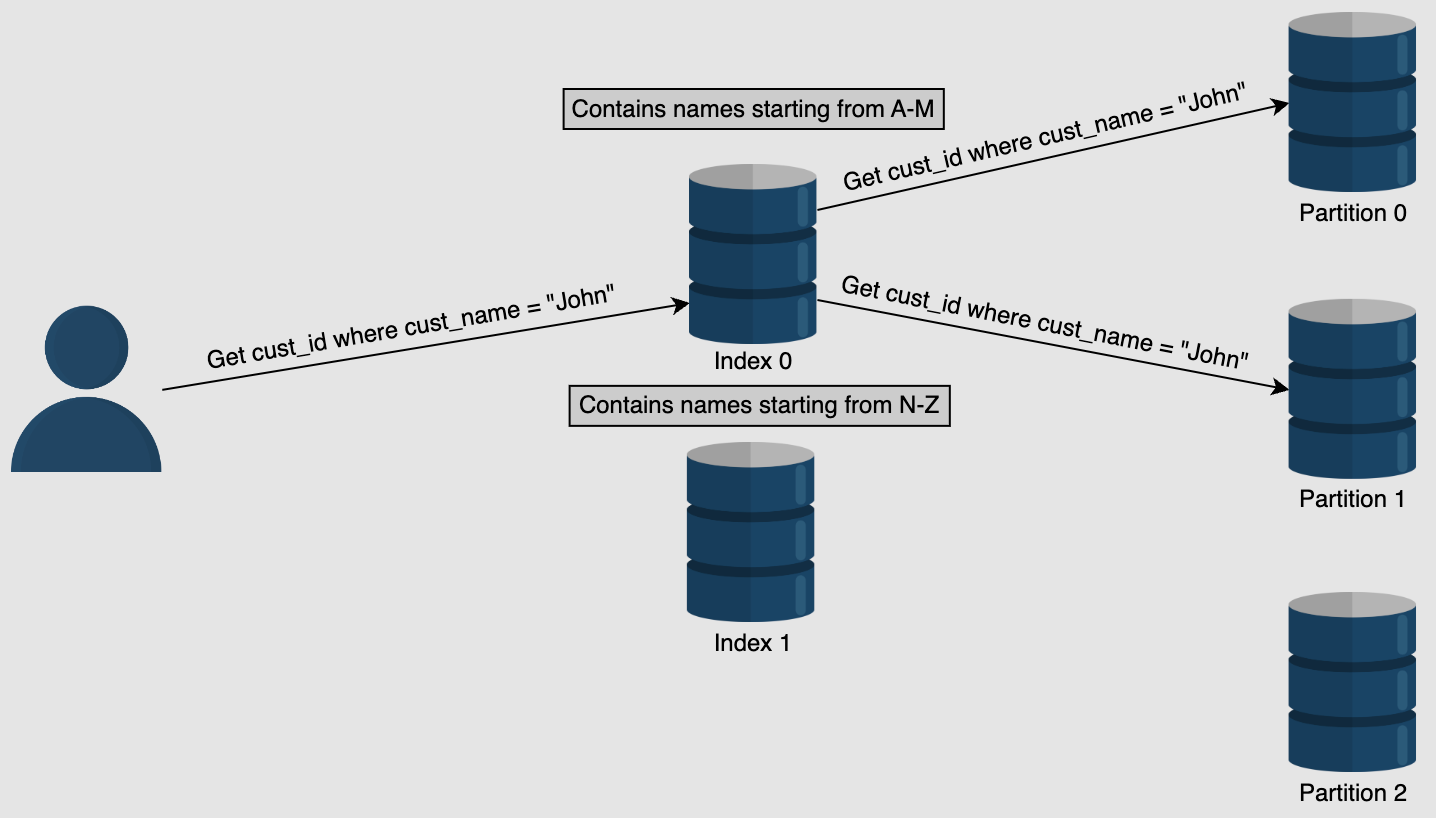 Contains names starting from A-M
Get cust_id where cust_name = "John"
Partition 0
Get cust_id where cust_name = "John"
Index 0
Get cust_id where cust_name = "John"
Contains names starting from N-Z
Partition 1
Index 1
Partition 2